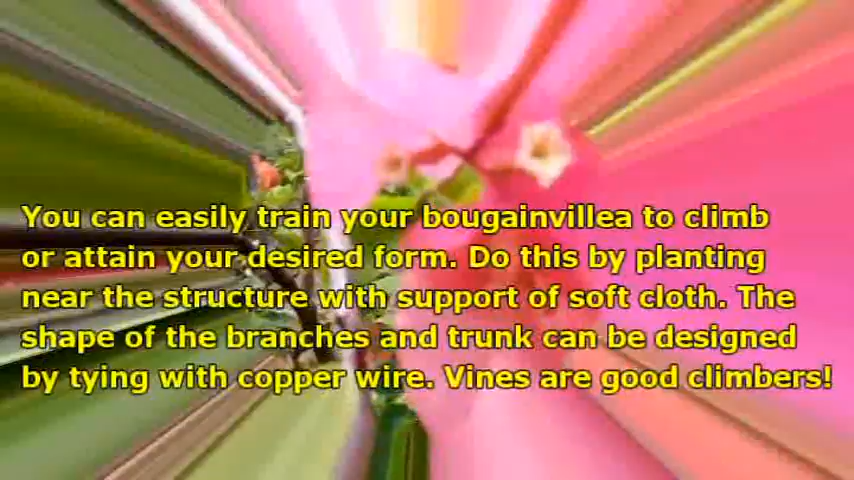 You can easily train your bougainvillea to climb
or attain your desired form. Do this by planting
near the structure with support of soft cloth. The
shape of the branches and trunk can be designed
by tying with copper wire. Vines are good climbers!